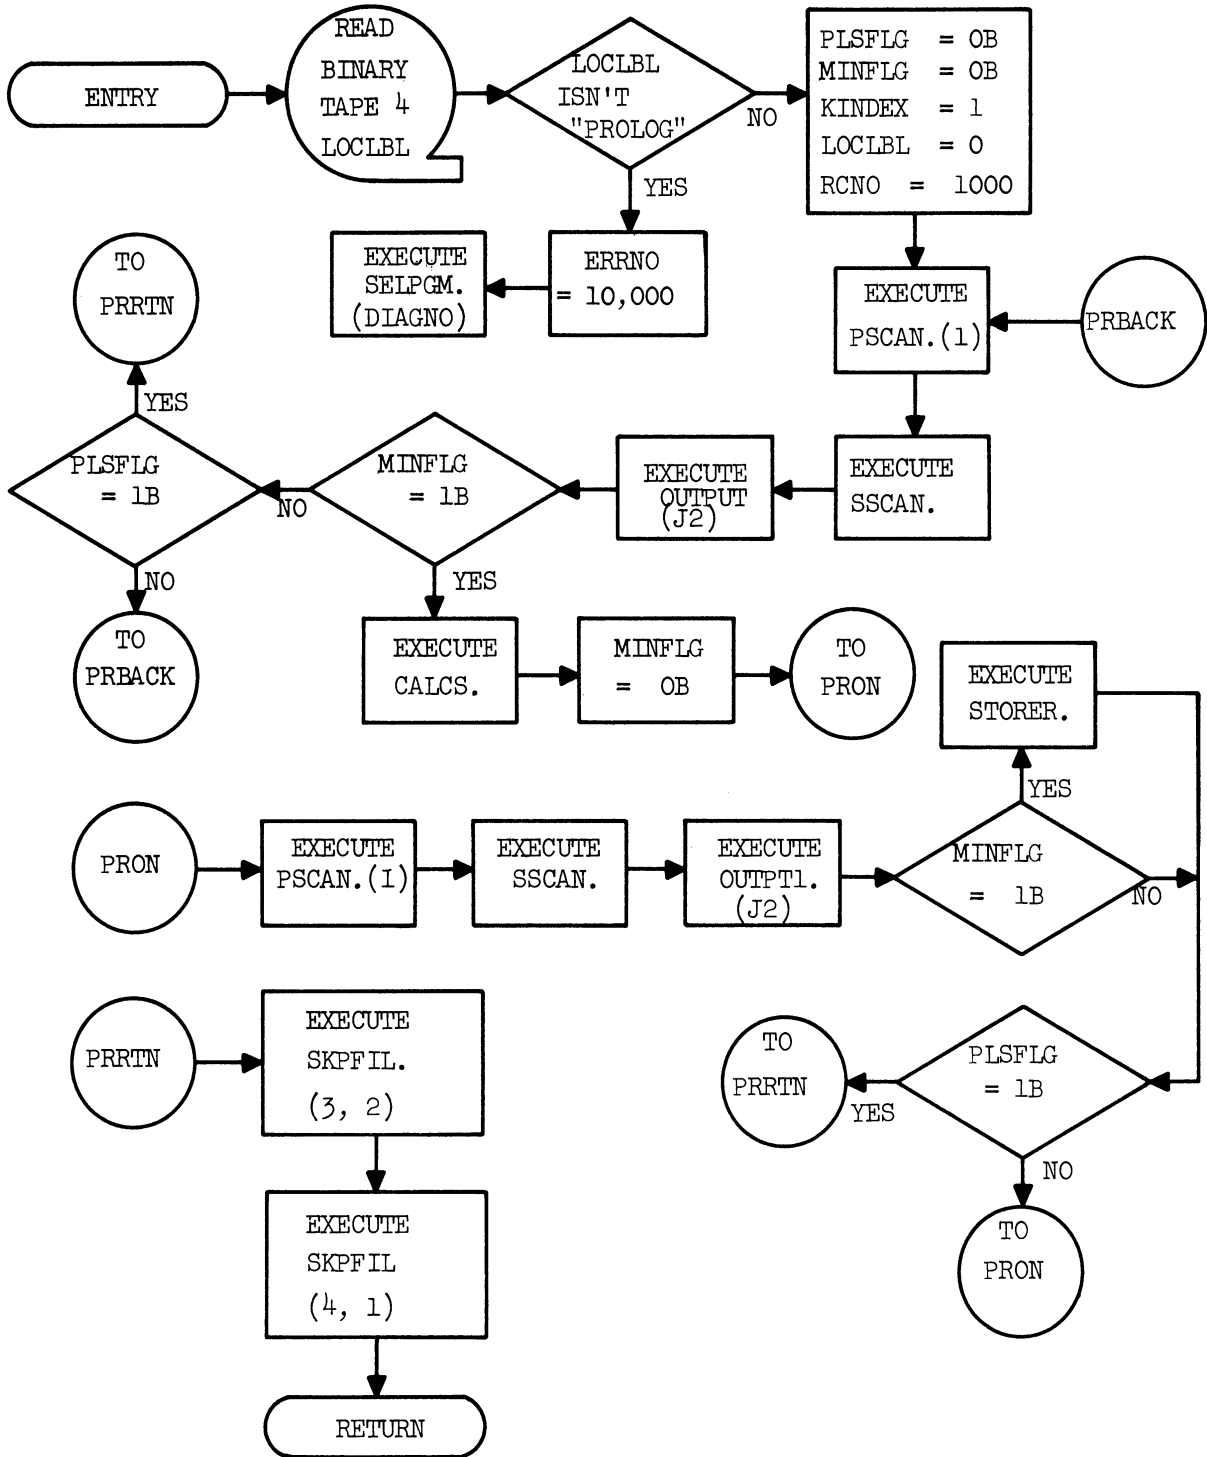 ENTRY
READ
BINARY
TAPE 4
LOCLBL
LOCLBL
ISN'T
"PROLOG"
NO
YES
PLSFLG = OB
MINFLG = OB
KINDEX = 1
LOCLBL = 0
RCNO = 1000
ERRNO
= 10,000
EXECUTE
SELPGM.
(DIAGNO)
TO
PRRTN
EXECUTE
PSCAN.(1)
PRBACK
YES
PLSFLG
= 1B
NO
MINFLG
= 1B
EXECUTE
OUTPUT
(J2)
EXECUTE
SSCAN.
NO
YES
TO
PRBACK
EXECUTE
CALCS.
MINFLG
= OB
TO
PRON
EXECUTE
STORER.
YES
PRON
EXECUTE
PSCAN.(I)
EXECUTE
SSCAN.
EXECUTE
OUTPT1.
(J2)
MINFLG
= 1B
NO
PRRTN
EXECUTE
SKPFIL.
(3, 2)
TO
PRRTN
YES
PLSFLG
= 1B
NO
EXECUTE
SKPFIL
(4, 1)
TO
PRON
RETURN